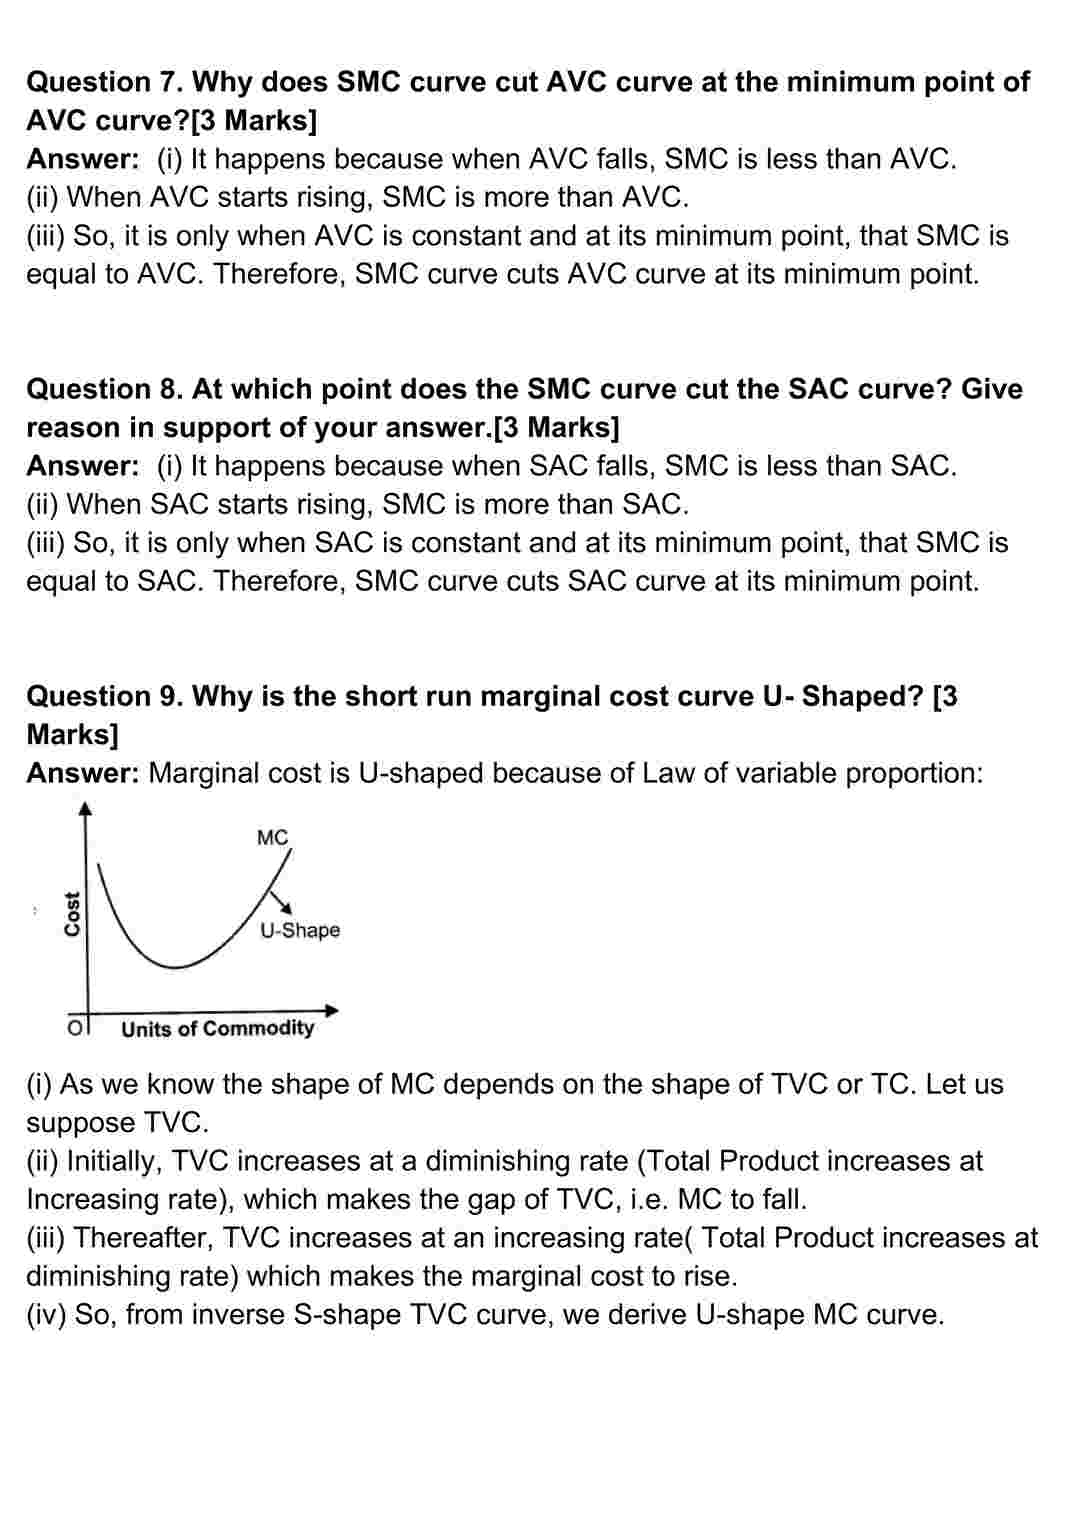 Question 7. Why does SMC curve cut AVC curve at the minimum point of
AVC curve?[3 Marks]
Answer: (i) It happens because when AVC falls, SMC is less than AVC.
(ii) When AVC starts rising, SMC is more than AVC.
(iii) So, it is only when AVC is constant and at its minimum point, that SMC is
equal to AVC. Therefore, SMC curve cuts AVC curve at its minimum point.
Question 8. At which point does the SMC curve cut the SAC curve? Give
reason in support of your answer.[3 Marks]
Answer: (i) It happens because when SAC falls, SMC is less than SAC.
(ii) When SAC starts rising, SMC is more than SAC.
(iii) So, it is only when SAC is constant and at its minimum point, that SMC is
equal to SAC. Therefore, SMC curve cuts SAC curve at its minimum point.
Question 9. Why is the short run marginal cost curve U- Shaped? [3
Marks]
Answer: Marginal cost is U-shaped because of Law of variable proportion:
MC
Cost
U-Shape
O
Units of Commodity
(i) As we know the shape of MC depends on the shape of TVC or TC. Let us
suppose TVC.
(ii) Initially, TVC increases at a diminishing rate (Total Product increases at
Increasing rate), which makes the gap of TVC, i.e. MC to fall.
(iii) Thereafter, TVC increases at an increasing rate( Total Product increases at
diminishing rate) which makes the marginal cost to rise.
(iv) So, from inverse S-shape TVC curve, we derive U-shape MC curve.